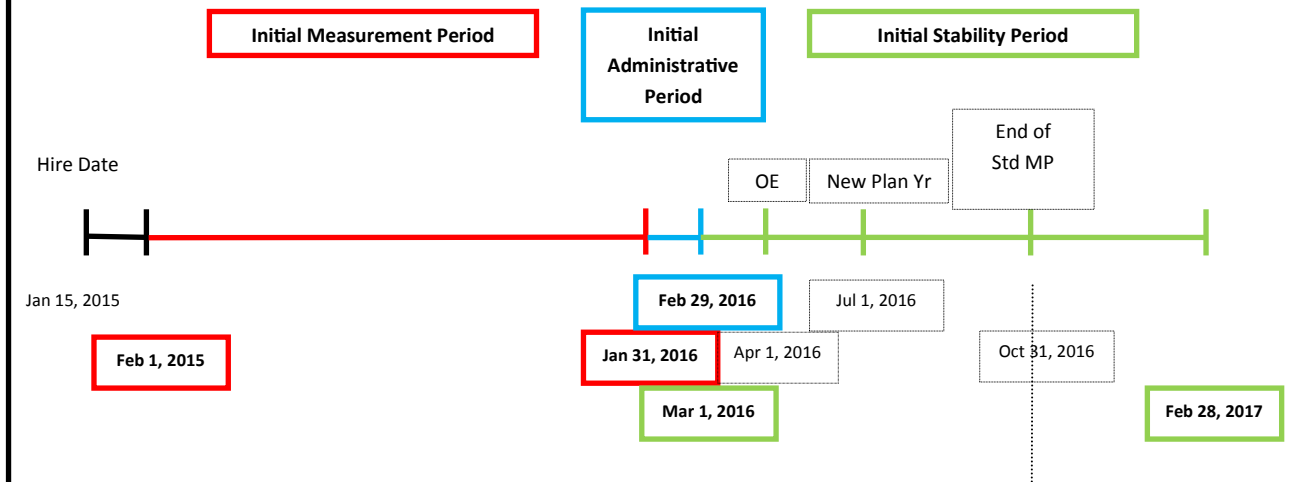 Initial Measurement Period
Initial
Administrative
Period
Initial Stability Period
End of
Std MP
Hire Date
OE
New Plan Yr
Jan 15, 2015
Feb 29, 2016
Jul 1, 2016
Feb 1, 2015
Jan 31, 2016
Apr 1, 2016
Oct 31, 2016
Mar 1, 2016
Feb 28, 2017